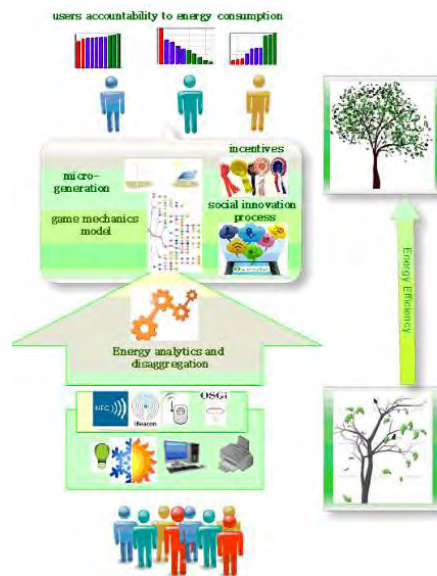 users accountability to energy consumption
incentives
micro-
generation
social innovation
process
game mechanics
model
Energy Efficiency
Energy analytics and
disaggregation
NFC
iBeacon
OSGi